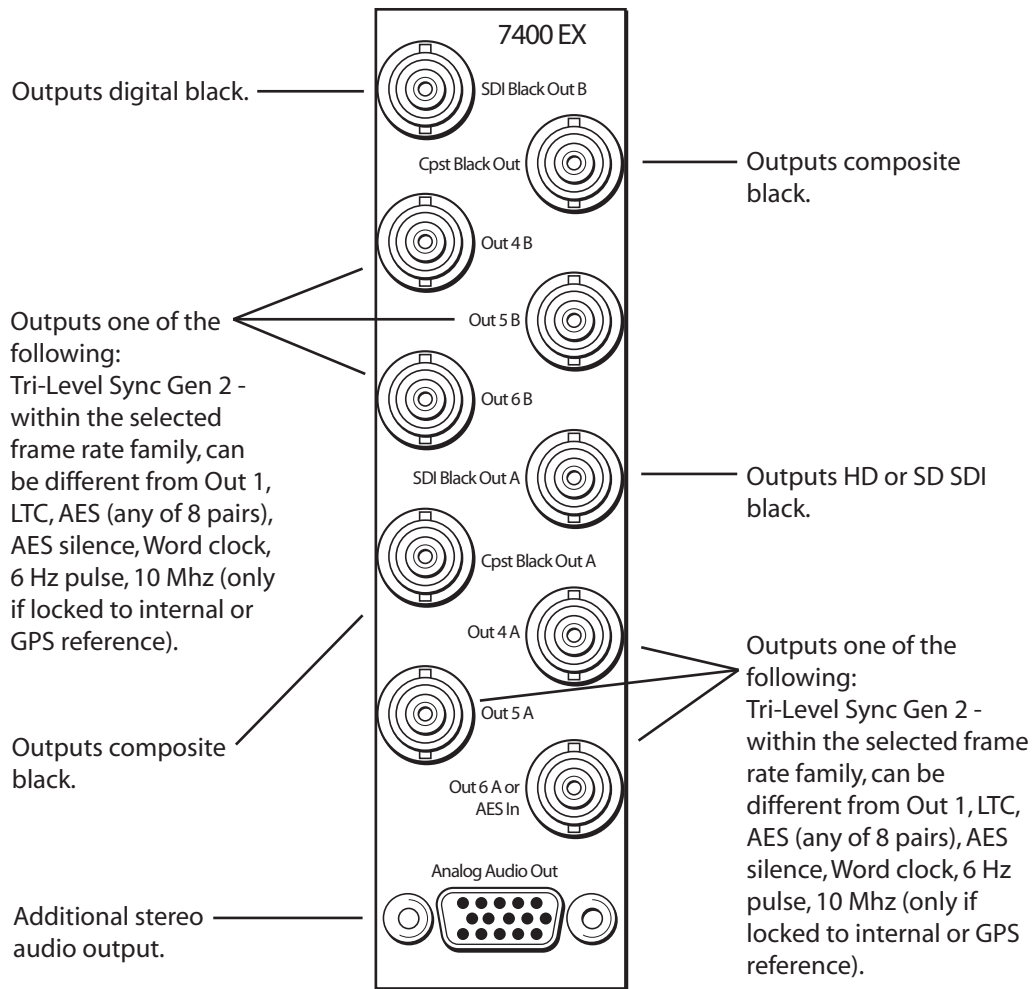 7400 EX
Outputs digital black.
SDI Black Out B
Cpst Black Out
Outputs composite
black.
Out 4 B
Outputs one of the
following:
Tri-Level Sync Gen 2 -
within the selected
frame rate family, can
be different from Out 1,
LTC, AES (any of 8 pairs),
AES silence, Word clock,
6 Hz pulse, 10 Mhz (only
if locked to internal or
GPS reference).
Out 5 B
Out 6 B
SDI Black Out A
Outputs HD or SD SDI
black.
Cpst Black Out A
Out 4 A
Outputs one of the
following:
Tri-Level Sync Gen 2 -
within the selected frame
rate family, can be
different from Out 1, LTC,
AES (any of 8 pairs), AES
silence, Word clock, 6 Hz
pulse, 10 Mhz (only if
locked to internal or GPS
reference).
Out 5 A
Outputs composite
black.
Out 6 A or
AES In
Analog Audio Out
Additional stereo
audio output.